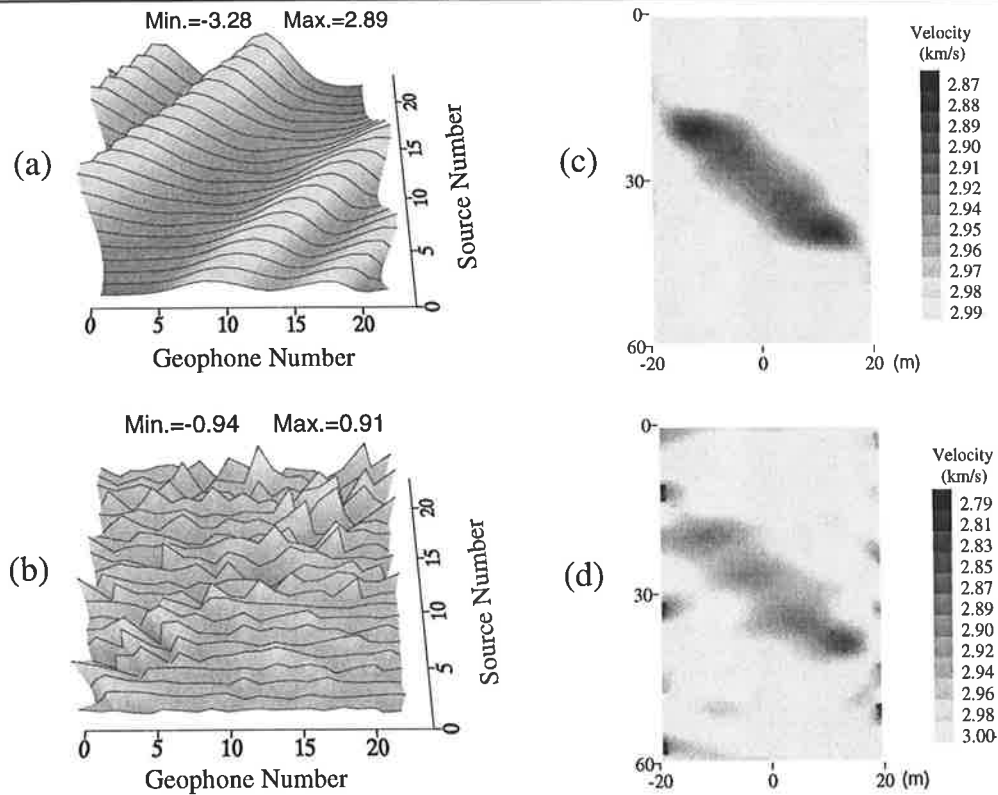 Min.=-3.28 Max.=2.89
(a)
0 5 10 15 20
Geophone Number
0 5 10 15 20
Source Number
(c)
0
30
60
-20 0 20 (m)
Velocity
(km/s)
2.87
2.88
2.89
2.90
2.91
2.92
2.94
2.95
2.96
2.97
2.98
2.99
Min.=-0.94 Max.=0.91
(b)
0 5 10 15 20
Geophone Number
0 5 10 15 20
Source Number
(d)
0
30
60
-20 0 20 (m)
Velocity
(km/s)
2.79
2.81
2.83
2.85
2.87
2.89
2.90
2.92
2.94
2.96
2.98
3.00